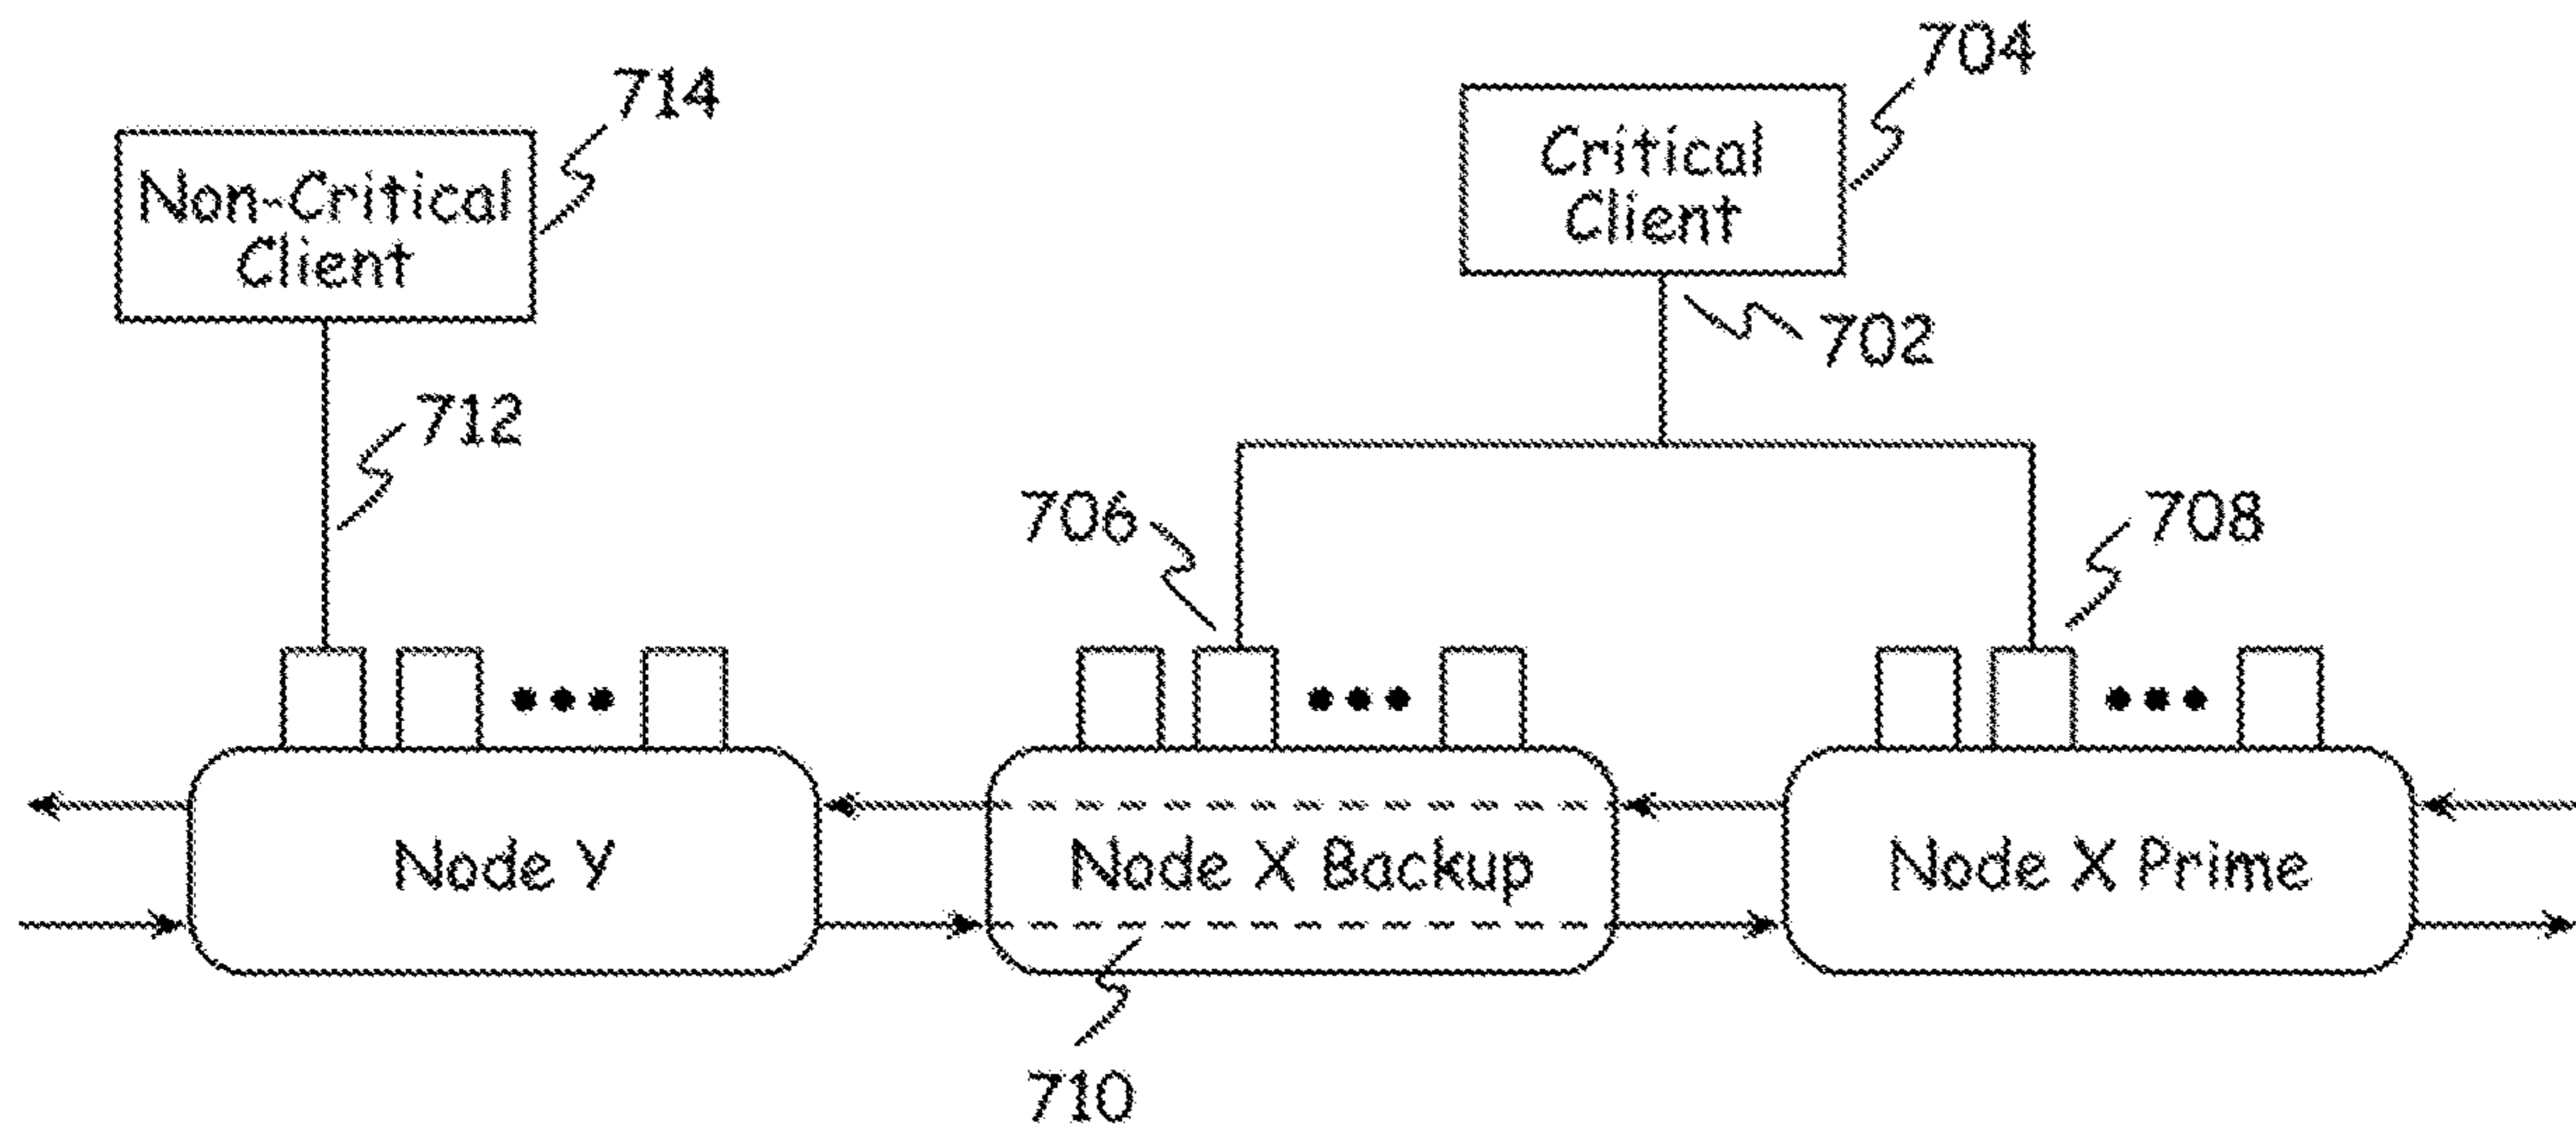 704
714
Critical
Client
Non-Critical
Client
702
712
706
708
Node Y
Node X Backup
Node X Prime
710